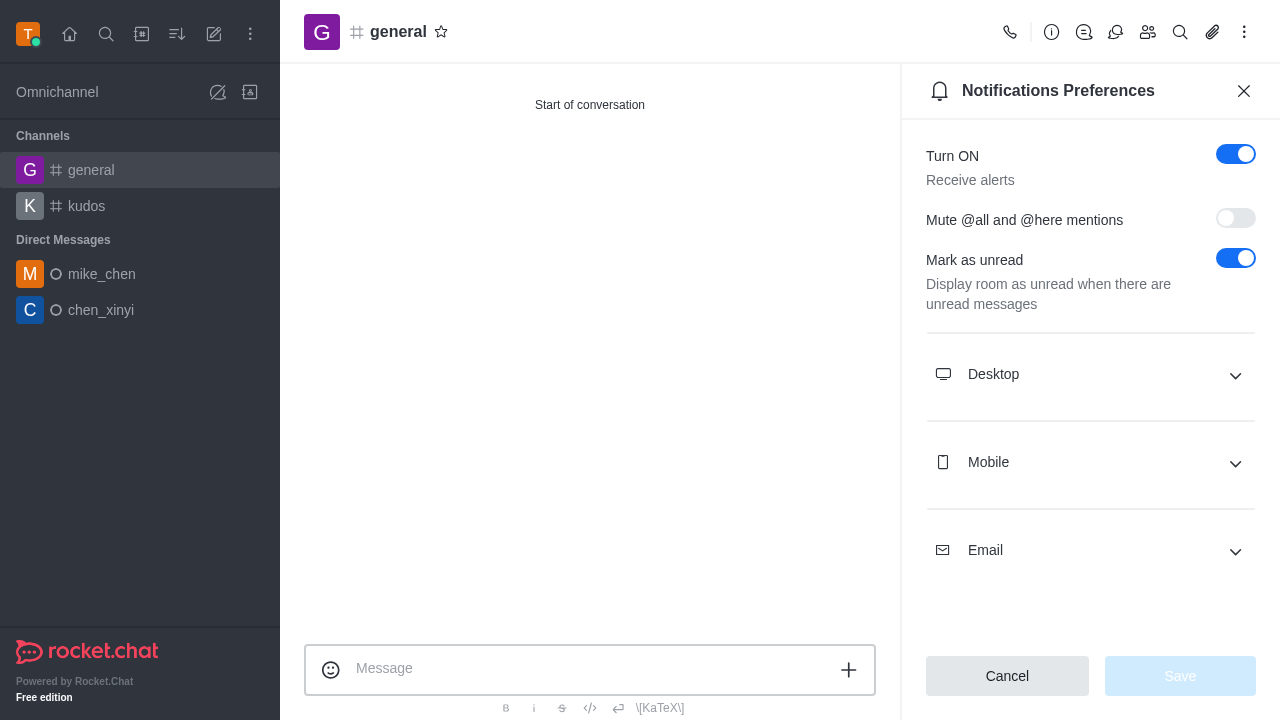 T
Omnichannel
Channels
G general
K kudos
Direct Messages
M mike_chen
C chen_xinyi
rocket.chat
Powered by Rocket.Chat
Free edition
G general
Start of conversation
Message
B i S \[KaTeX\]
Notifications Preferences
Turn ON
Receive alerts
Mute @all and @here mentions
Mark as unread
Display room as unread when there are
unread messages
Desktop
Mobile
Email
Cancel
Save